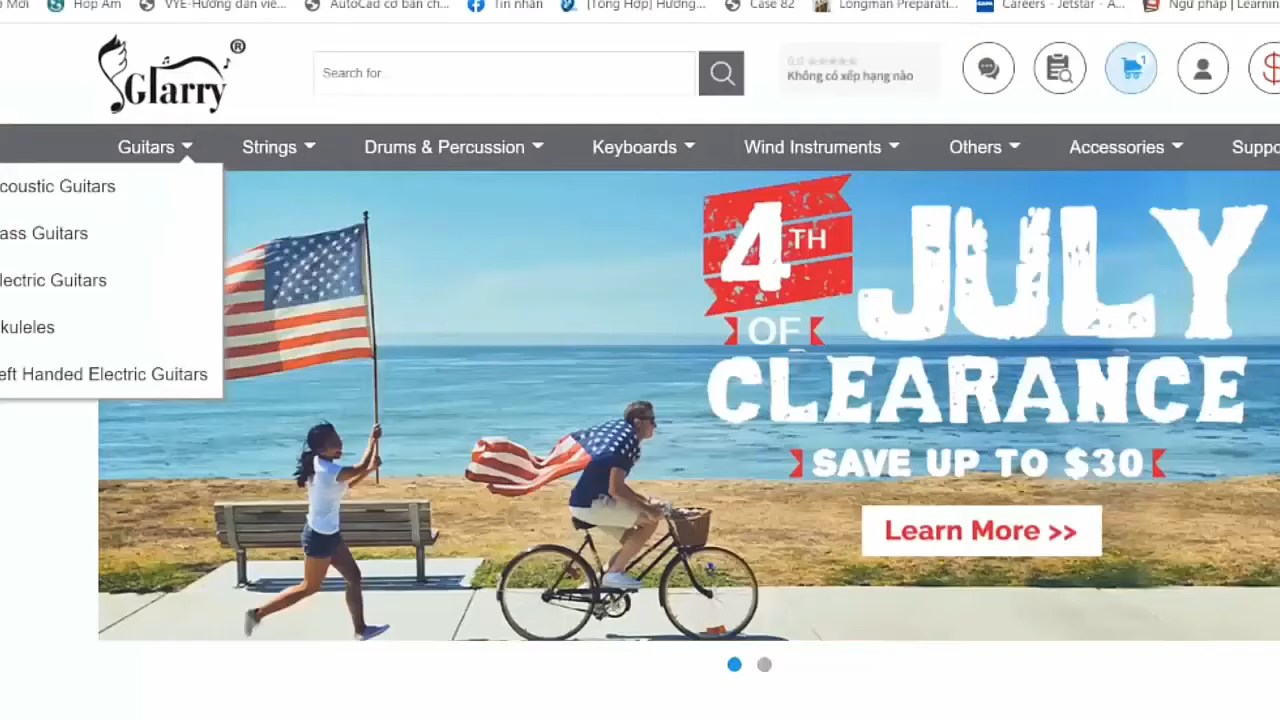 Mới
Hợp Âm
VYE-Hướng dẫn viê...
AutoCad cơ bản ch...
Tin nhắn
[Tổng Hợp] Hướng...
Case 82
Longman Preparati...
Careers - Jetstar - A...
Ngữ pháp | Learnin
Glarry ®
Search for
0.0 ★★★★★
Không có xếp hạng nào
1
$
Guitars
Strings
Drums & Percussion
Keyboards
Wind Instruments
Others
Accessories
Suppo
coustic Guitars
ass Guitars
lectric Guitars
kuleles
eft Handed Electric Guitars
4TH
JULY
OF
CLEARANCE
SAVE UP TO $30
Learn More >>